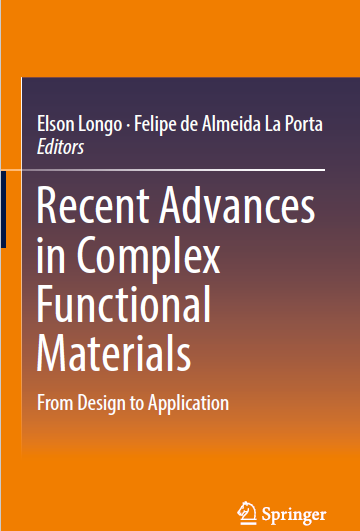 Elson Longo · Felipe de Almeida La Porta
Editors
Recent Advances
in Complex
Functional
Materials
From Design to Application
Springer